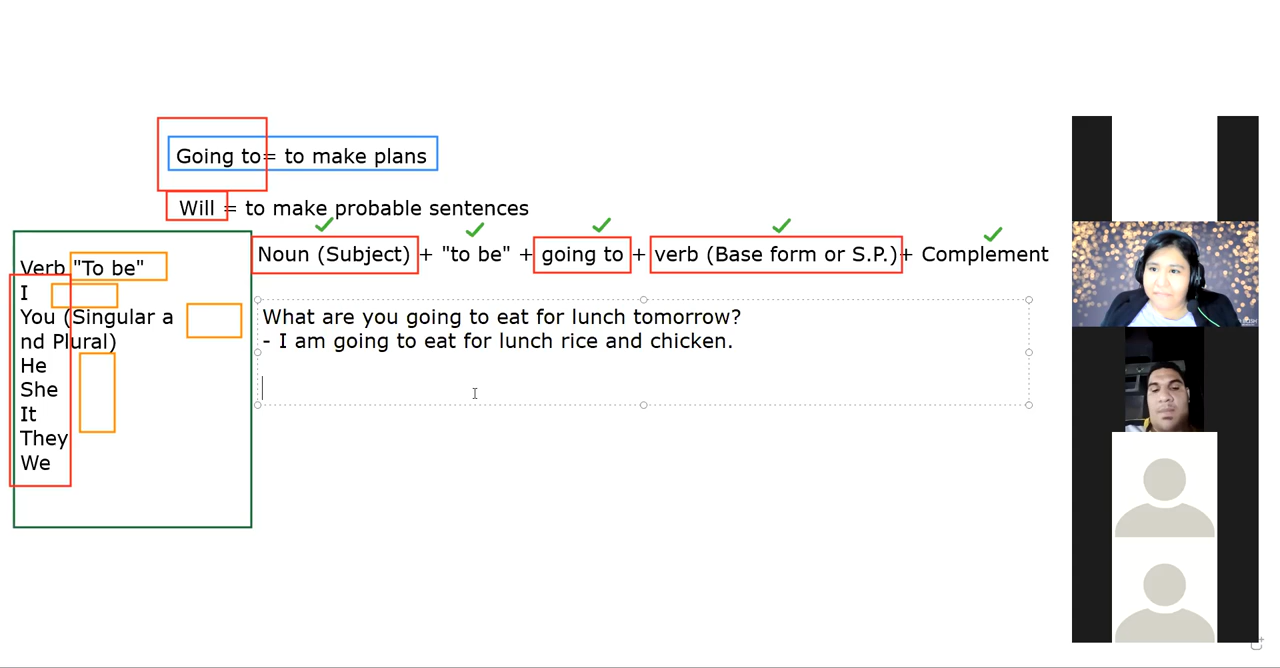 Going to= to make plans
Will = to make probable sentences
Noun (Subject) + "to be" + going to + verb (Base form or S.P.)+ Complement
Verb "To be"
I
You (Singular a
nd Plural)
He
She
It
They
We
What are you going to eat for lunch tomorrow?
- I am going to eat for lunch rice and chicken.